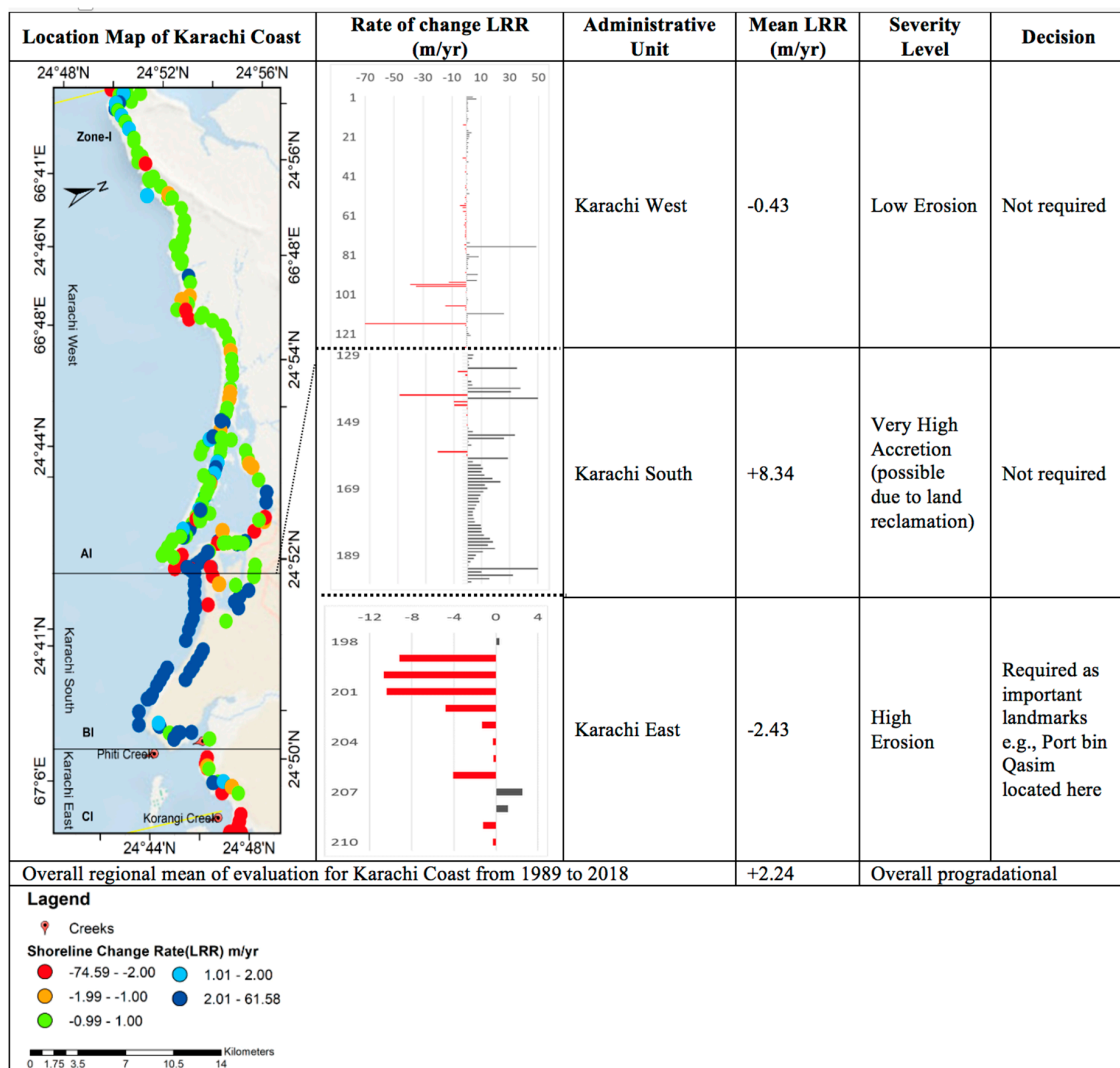 Location Map of Karachi Coast
Rate of change LRR
(m/yr)
Administrative
Unit
Mean LRR
(m/yr)
Severity
Level
Decision
24°48'N 24°52'N 24°56'N
Zone-I
66°41'E
N
24°46'N
66°48'E
Karachi West
24°44'N
AI
24°41'N
Karachi South
BI
Phiti Creek
67°6'E
Karachi East
CI
Korangi Creek
24°56'N
66°48'E
24°54'N
24°52'N
24°50'N
24°44'N 24°48'N
-70 -50 -30 -10 10 30 50
1
21
41
61
81
101
121
129
149
169
189
-12 -8 -4 0 4
198
201
204
207
210
Karachi West
-0.43
Low Erosion
Not required
Karachi South
+8.34
Very High
Accretion
(possible
due to land
reclamation)
Not required
Karachi East
-2.43
High
Erosion
Required as
important
landmarks
e.g., Port bin
Qasim
located here
Overall regional mean of evaluation for Karachi Coast from 1989 to 2018
+2.24
Overall progradational
Lagend
Creeks
Shoreline Change Rate(LRR) m/yr
-74.59 - -2.00
-1.99 - -1.00
-0.99 - 1.00
1.01 - 2.00
2.01 - 61.58
Kilometers
0 1.75 3.5 7 10.5 14